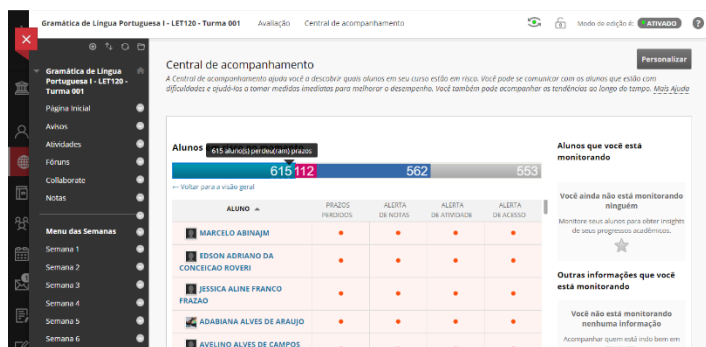 Gramática de Língua Portuguesa I - LET120 - Turma 001
Avaliação
Central de acompanhamento
Modo de edição é:
ATIVADO
?
Gramática de Língua
Portuguesa I - LET120 -
Turma 001
Página Inicial
Avisos
Atividades
Fóruns
Collaborate
Notas
Menu das Semanas
Semana 1
Semana 2
Semana 3
Semana 4
Semana 5
Semana 6
Personalizar
Central de acompanhamento
A Central de acompanhamento ajuda você a descobrir quais alunos em seu curso estão em risco. Você pode se comunicar com os alunos que estão com
dificuldades e ajudá-los a tomar medidas imediatas para melhorar o desempenho. Você também pode acompanhar as tendências ao longo do tempo. Mais Ajuda
Alunos
615 aluno(s) perdeu(ram) prazos
615 112 562 553
← Voltar para a visão geral
ALUNO
PRAZOS
PERDIDOS
ALERTA
DE NOTAS
ALERTA
DE ATIVIDADE
ALERTA
DE ACESSO
MARCELO ABINAJM
EDSON ADRIANO DA
CONCEICAO ROVERI
JESSICA ALINE FRANCO
FRAZAO
ADABIANA ALVES DE ARAUJO
AVELINO ALVES DE CAMPOS
Alunos que você está
monitorando
Você ainda não está monitorando
ninguém
Monitore seus alunos para obter insights
de seus progressos acadêmicos.
Outras informações que você
está monitorando
Você não está monitorando
nenhuma informação
Acompanhar quem está indo bem em